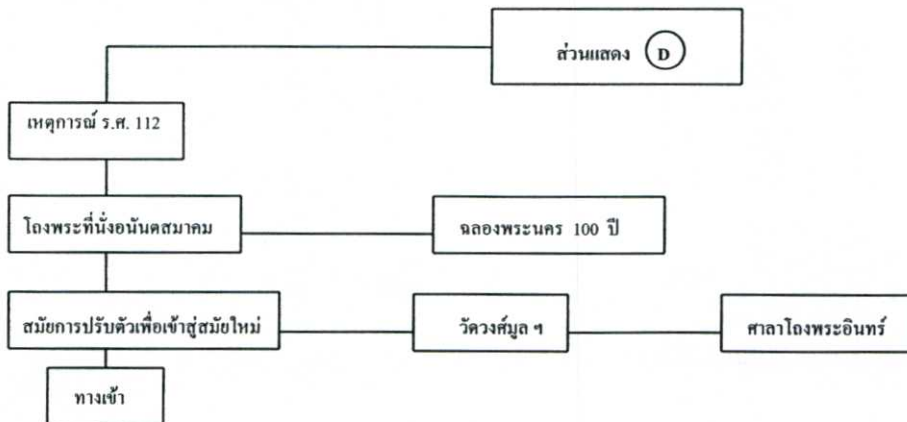 ส่วนแสดง D
เหตุการณ์ ร.ศ. 112
โถงพระที่นั่งอนันตสมาคม
ฉลองพระนคร 100 ปี
สมัยการปรับตัวเพื่อเข้าสู่สมัยใหม่
วัดวงศ์มูล ฯ
ศาลาโถงพระอินทร์
ทางเข้า